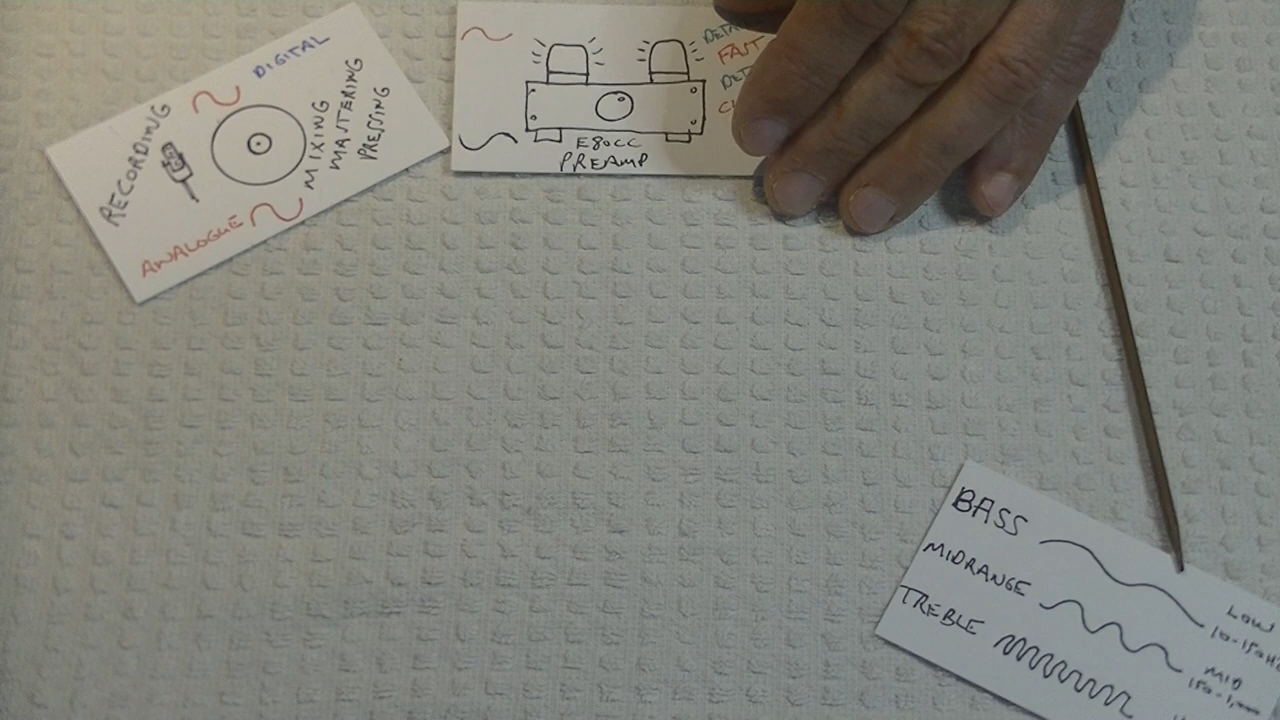 RECORDING
ANALOGUE
DIGITAL
MIXING
MASTERING
PRESSING
E80CC
PREAMP
FAST
BASS
LOW
MIDRANGE
MID
TREBLE